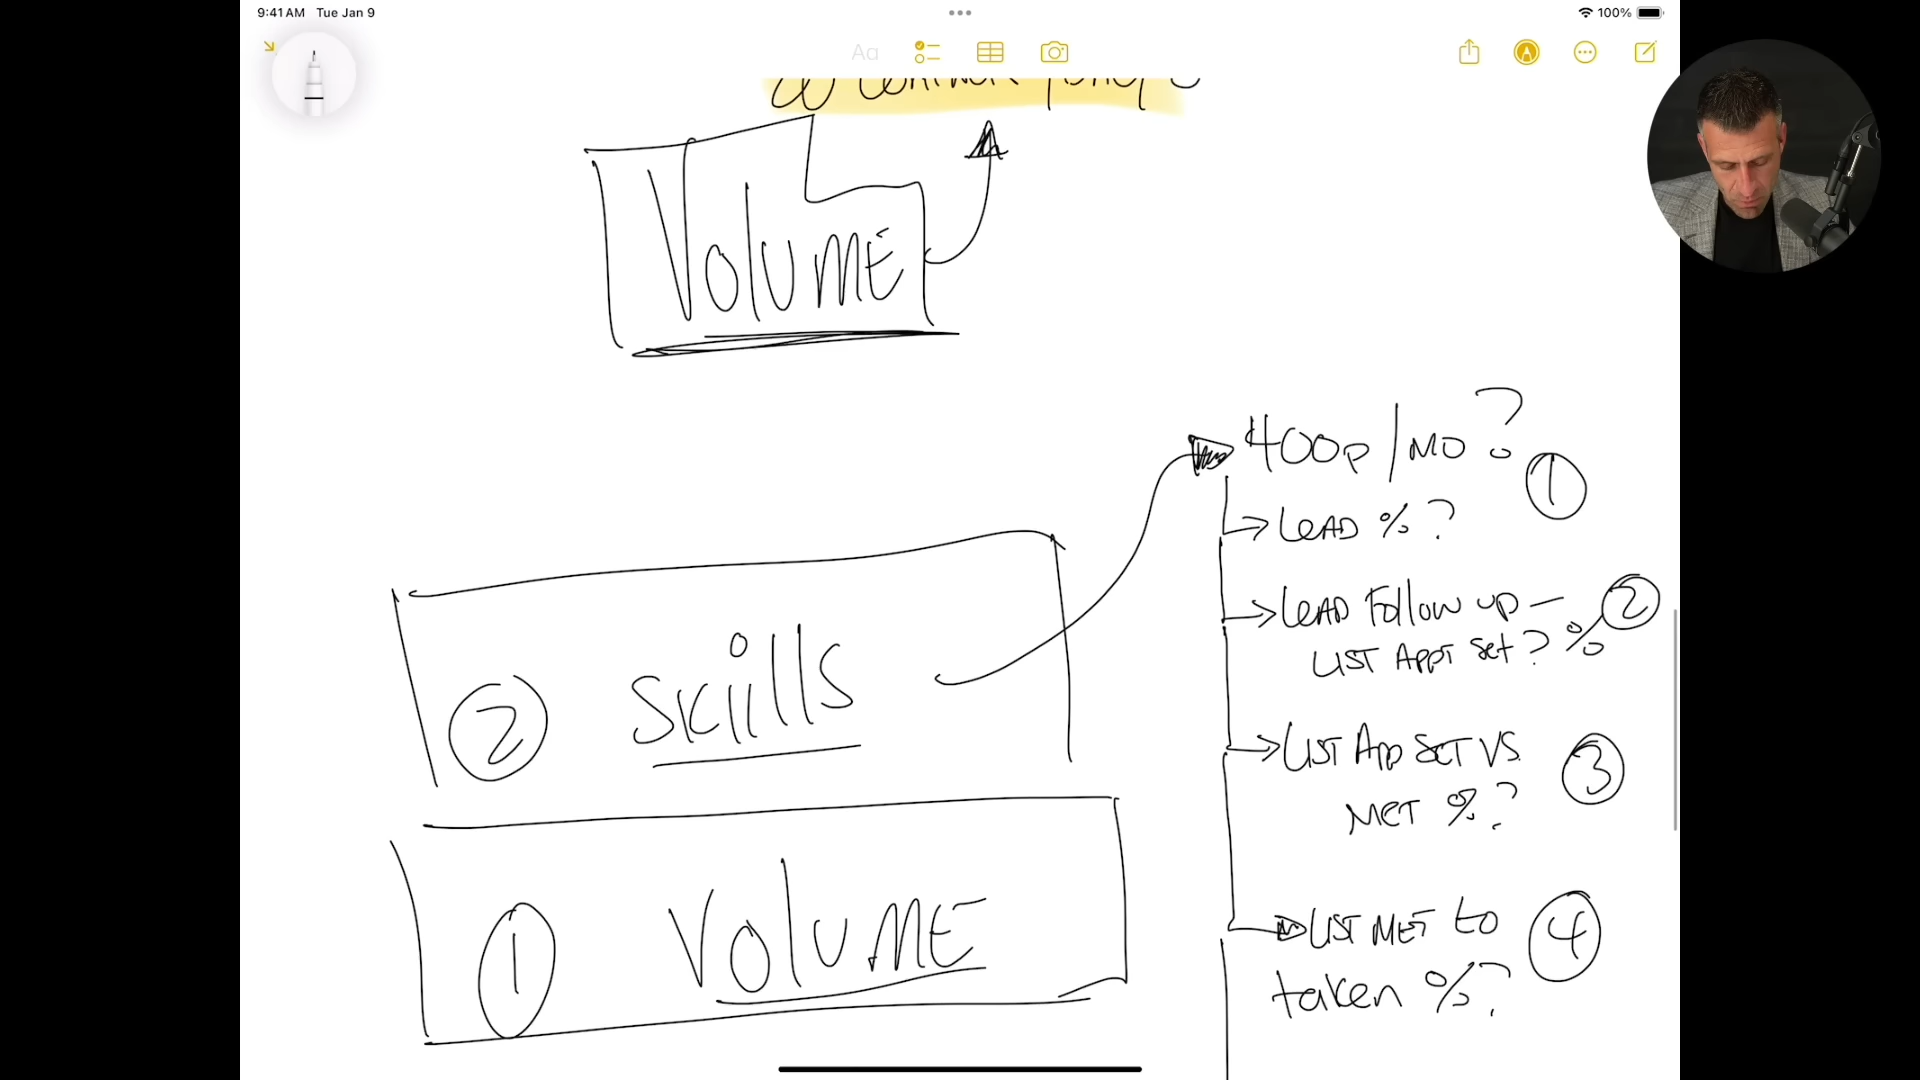 9:41 AM Tue Jan 9
100%
Aa
VOLUME
400p/MO?
1
LEAD %?
LEAD Follow up -
2
LIST APPT Set? %
2 Skills
LIST App SET VS
3
MET %?
1 VOLUME
LIST MET to
4
taken %?